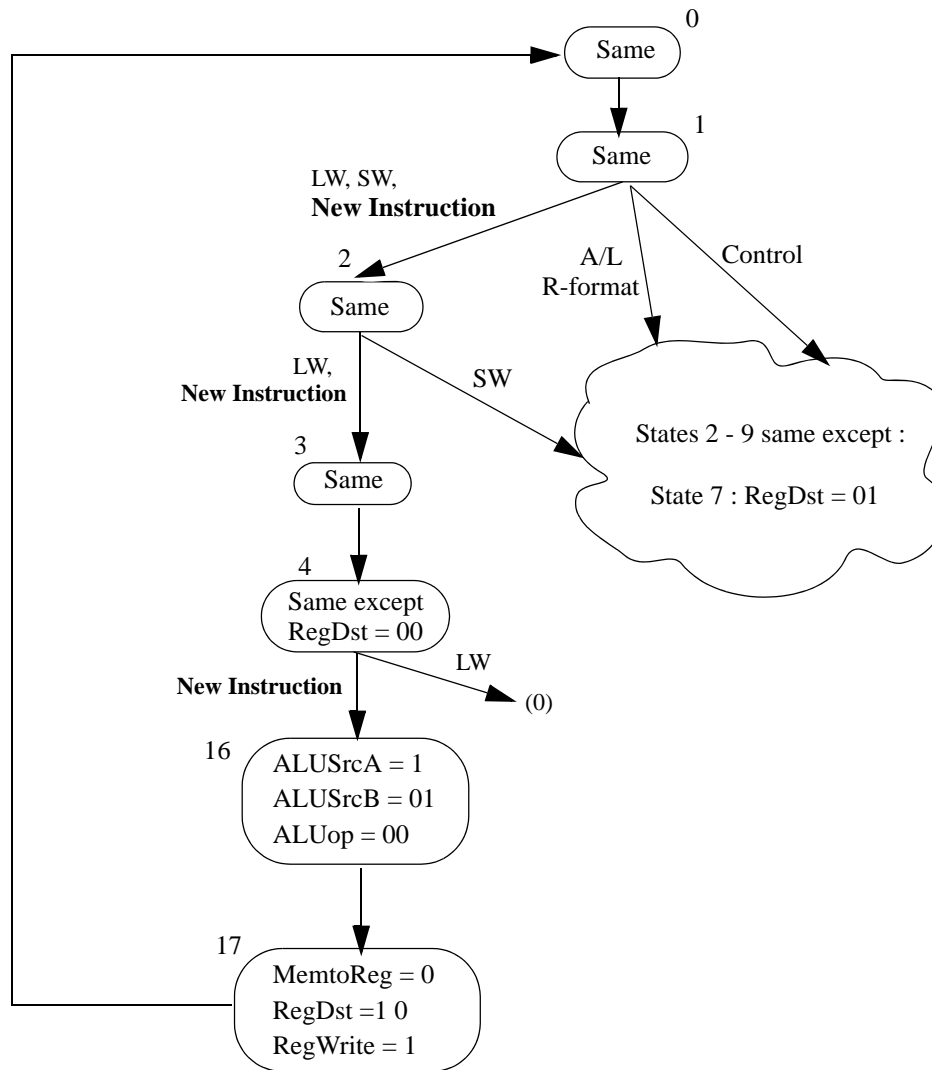 0
Same
1
Same
LW, SW,
New Instruction
A/L
R-format
Control
2
Same
LW,
New Instruction
SW
States 2 - 9 same except :
State 7 : RegDst = 01
3
Same
4
Same except
RegDst = 00
LW
New Instruction
(0)
16
ALUSrcA = 1
ALUSrcB = 01
ALUop = 00
17
MemtoReg = 0
RegDst =1 0
RegWrite = 1